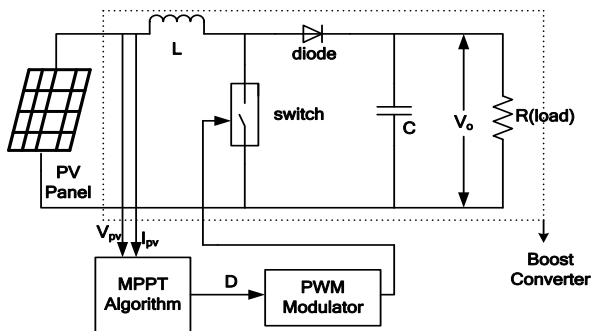 L
diode
switch
C
Vo
R(load)
PV
Panel
Vpv
Ipv
Boost
Converter
MPPT
Algorithm
D
PWM
Modulator